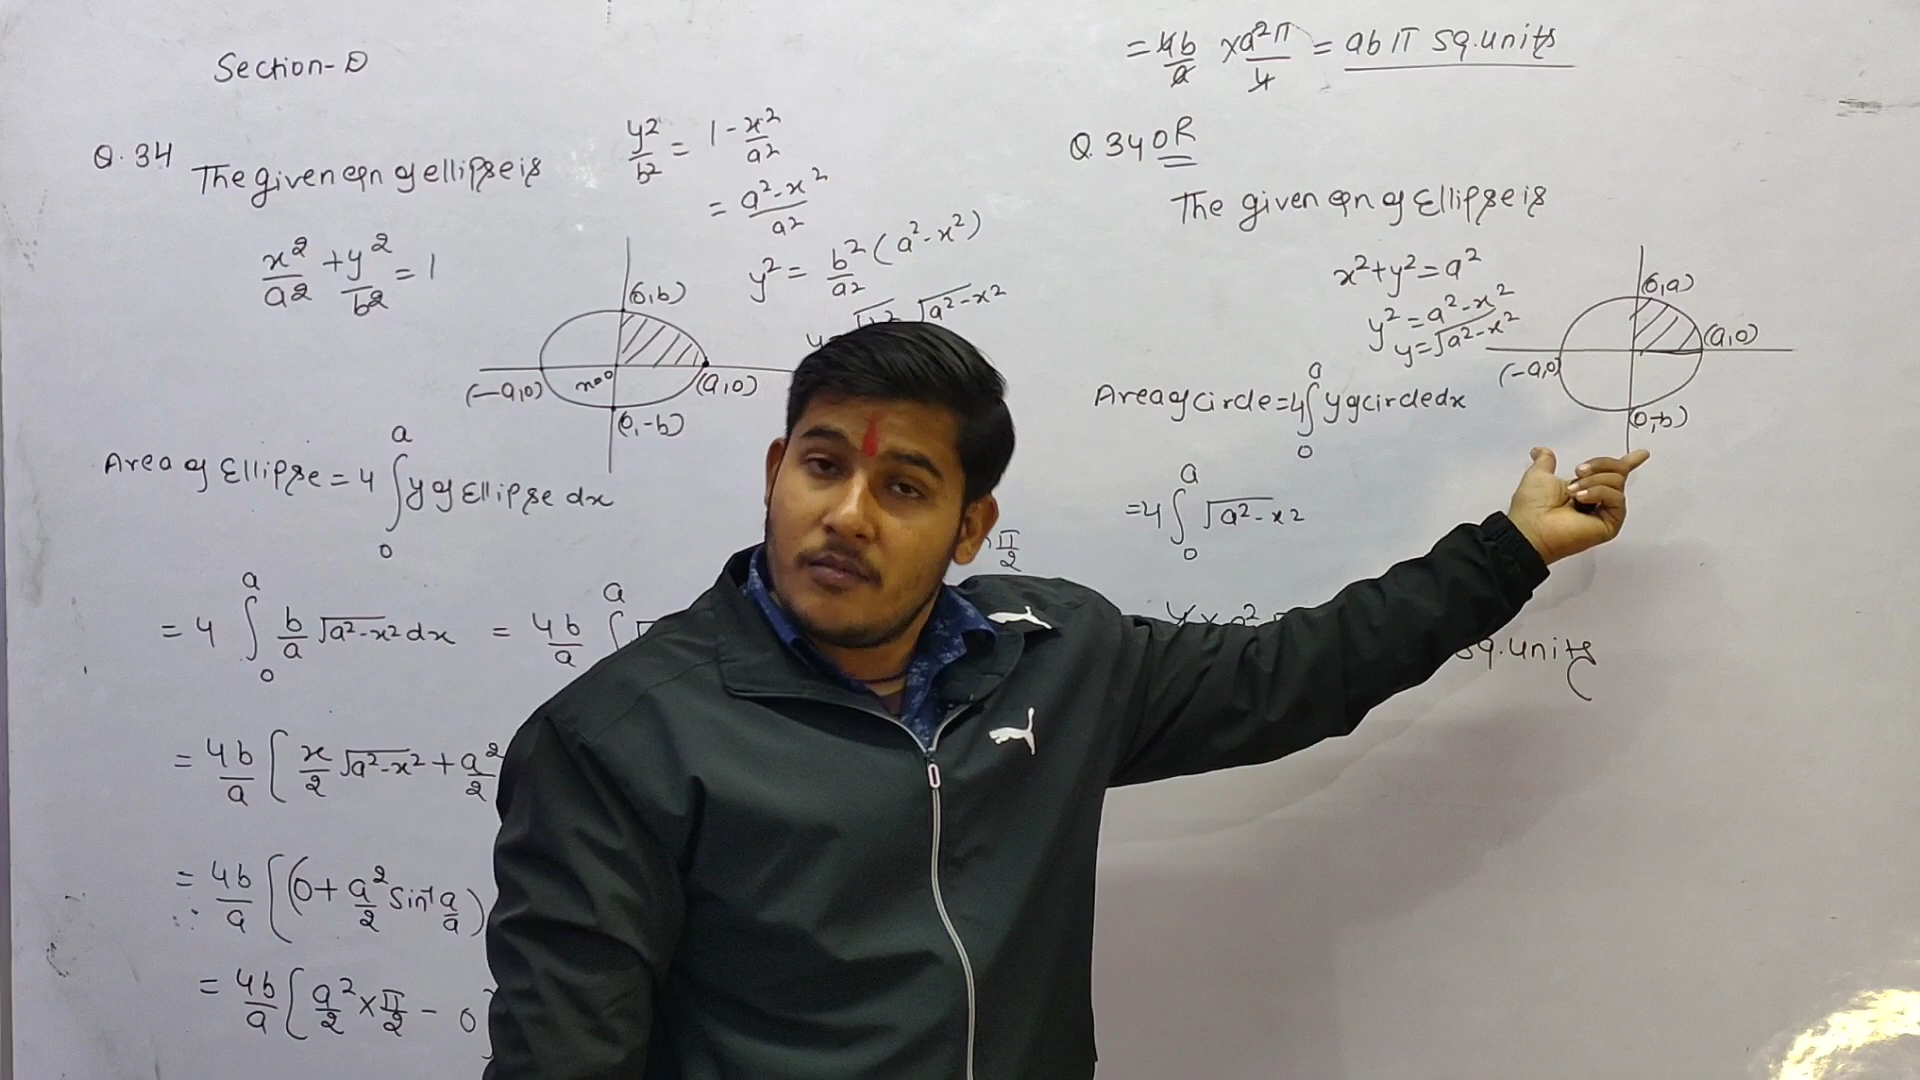 Section-D
Q.34 The given eqn of ellipse is
x²/a² + y²/b² = 1
y²/b² = 1 - x²/a²
= a²-x²/a²
y² = b²/a² (a²-x²)
√a²-x²
(0,b)
(-a,0) x=0 (a,0)
(0,-b)
Area of Ellipse = 4 ∫₀ᵃ y of Ellipse dx
= 4 ∫₀ᵃ b/a √a²-x² dx = 4b/a ∫ᵃ
= 4b/a [ x/2 √a²-x² + a²/2
= 4b/a [(0+ a²/2 Sin⁻¹ a/a)
= 4b/a [ a²/2 × π/2 - 0
π/2
= 4b/a × a²π/4 = abπ sq.units
Q.34 OR
The given eqn of Ellipse is
x²+y²=a²
y²=a²-x²
y=√a²-x²
(0,a)
(-a,0) (a,0)
(0,-b)
Area of Circle = 4∫₀ᵃ y of circle dx
=4 ∫₀ᵃ √a²-x²
sq.units